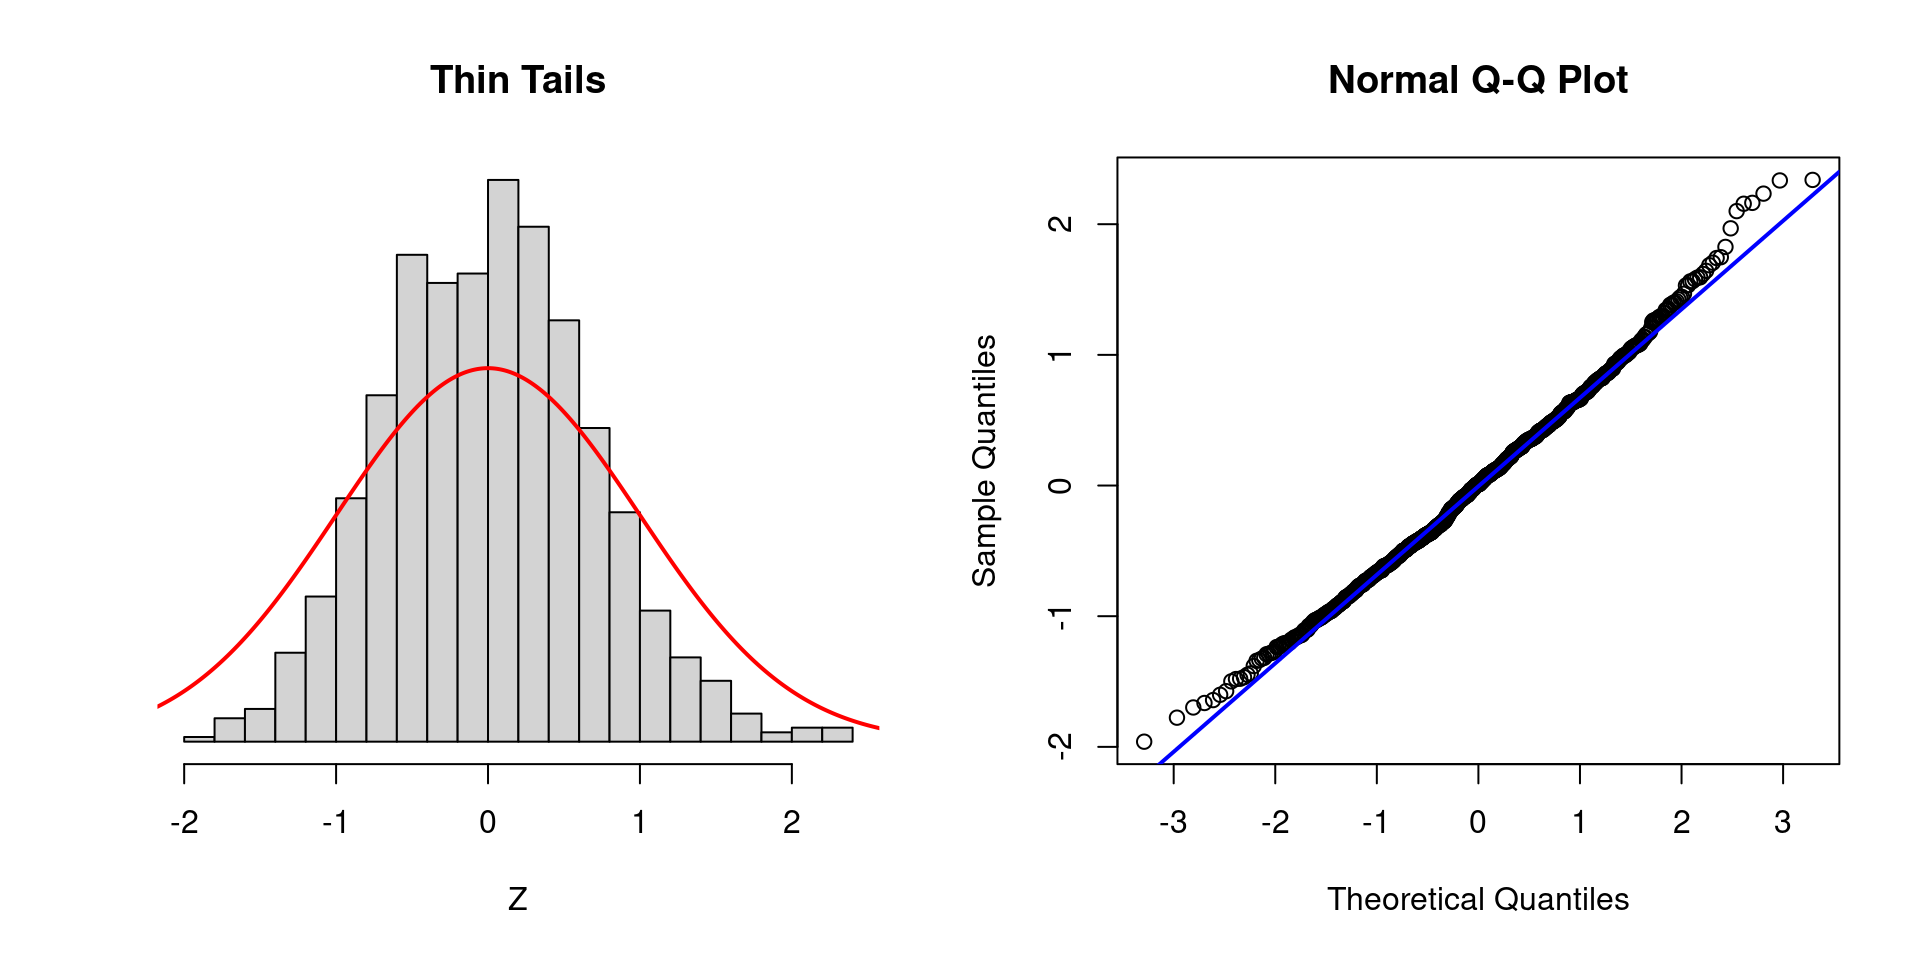 Thin Tails
-2 -1 0 1 2
Z
Normal Q-Q Plot
Sample Quantiles
2
1
0
-1
-2
-3 -2 -1 0 1 2 3
Theoretical Quantiles